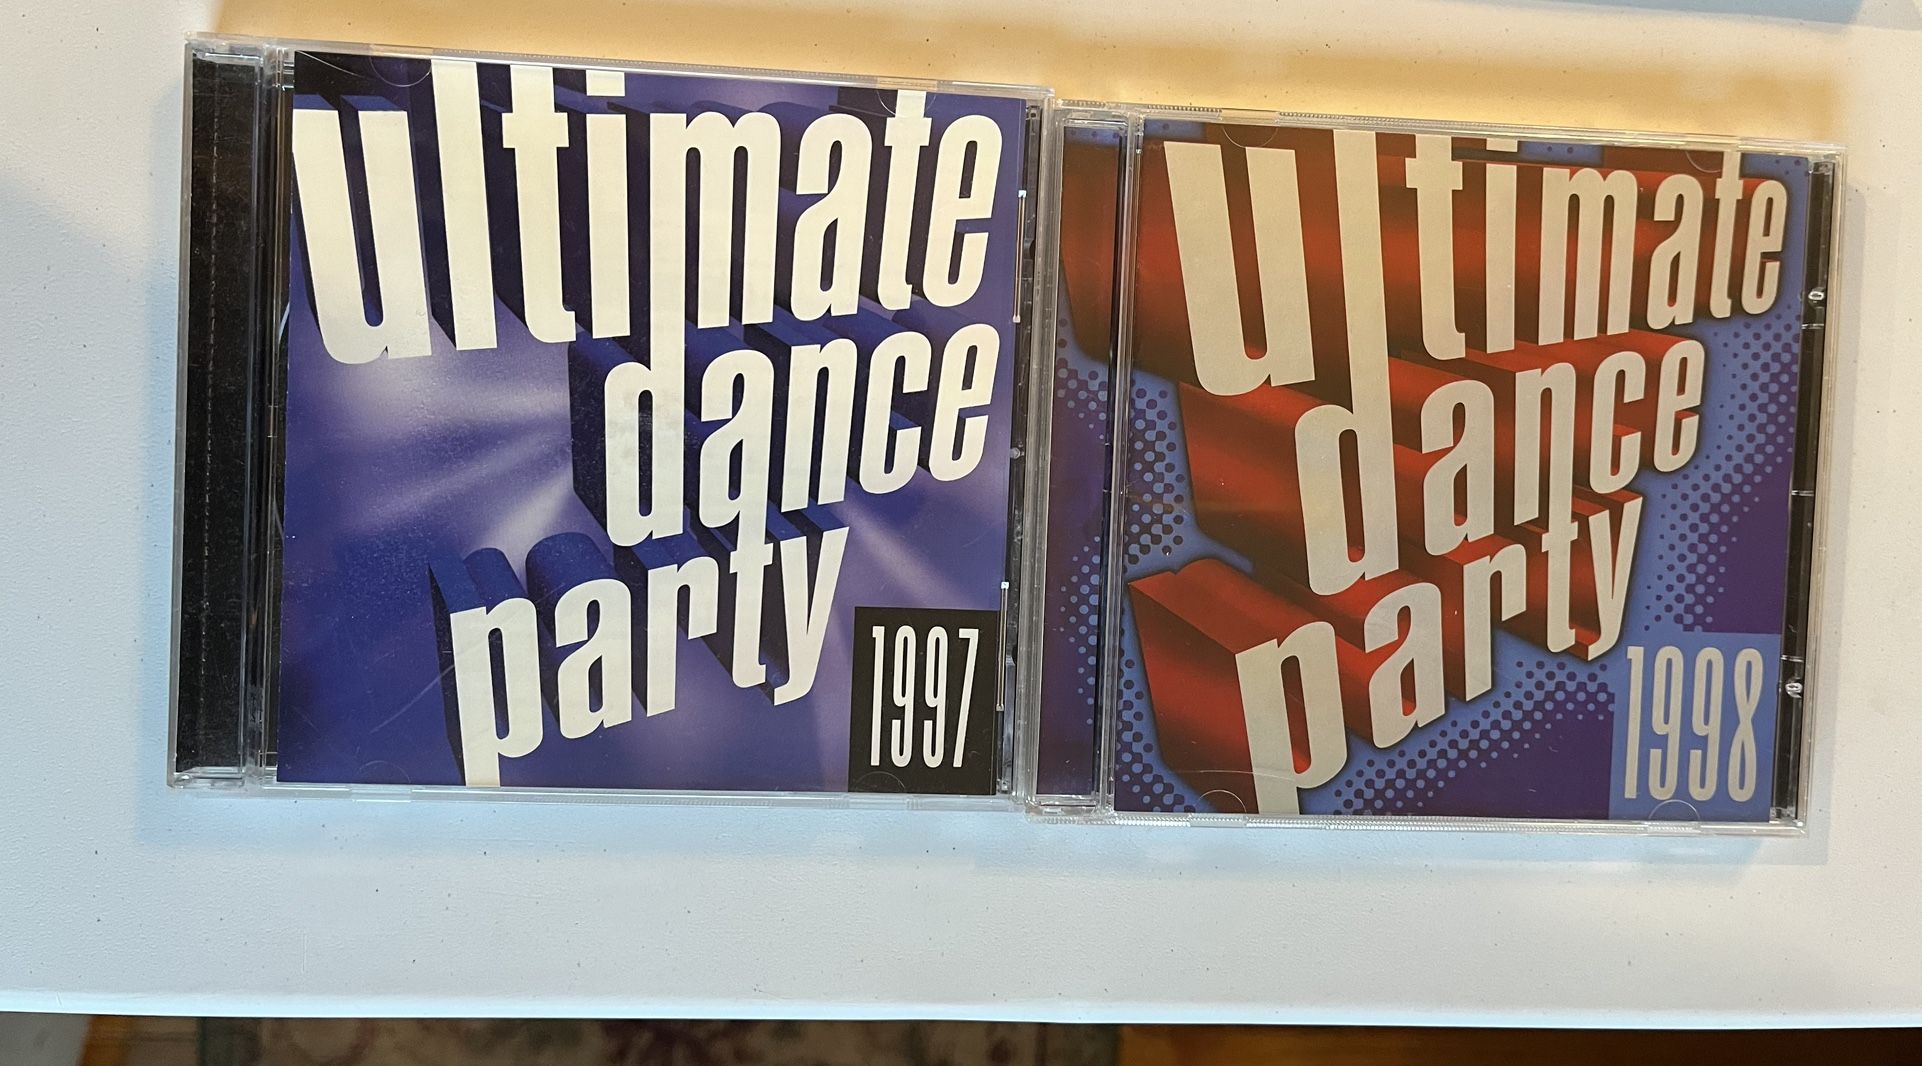 ultimate
dance
party
1997
ultimate
dance
party
1998